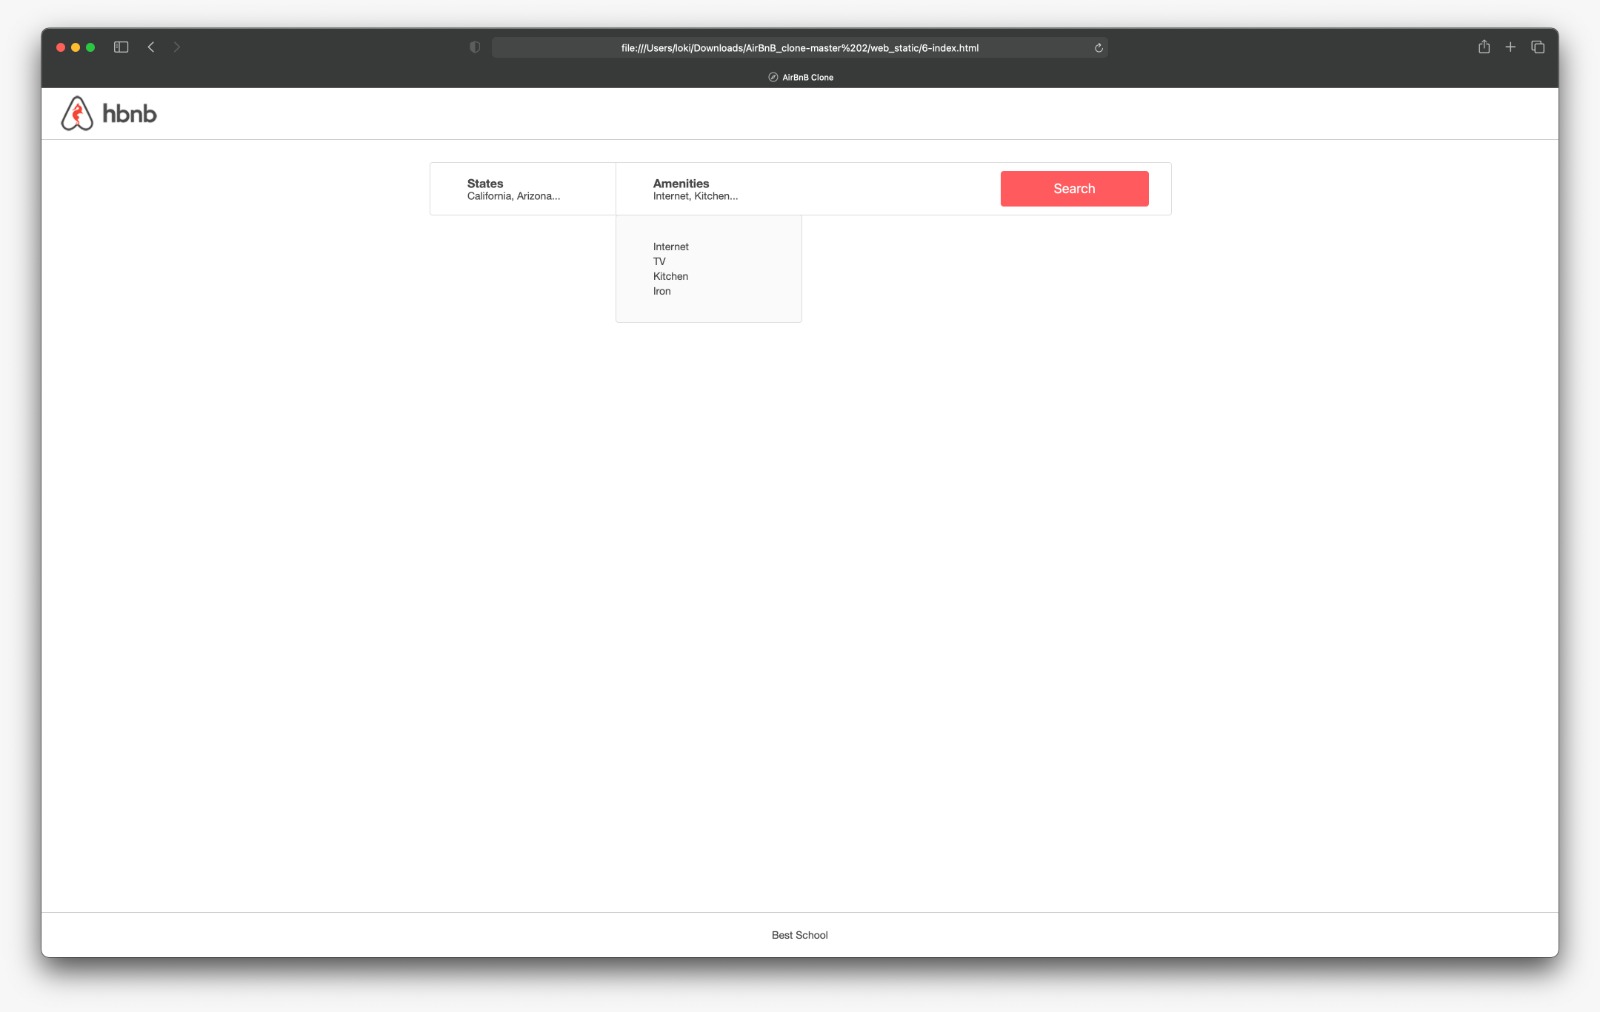 file:///Users/loki/Downloads/AirBnB_clone-master%202/web_static/6-index.html
AirBnB Clone
hbnb
States
California, Arizona...
Amenities
Internet, Kitchen...
Search
Internet
TV
Kitchen
Iron
Best School